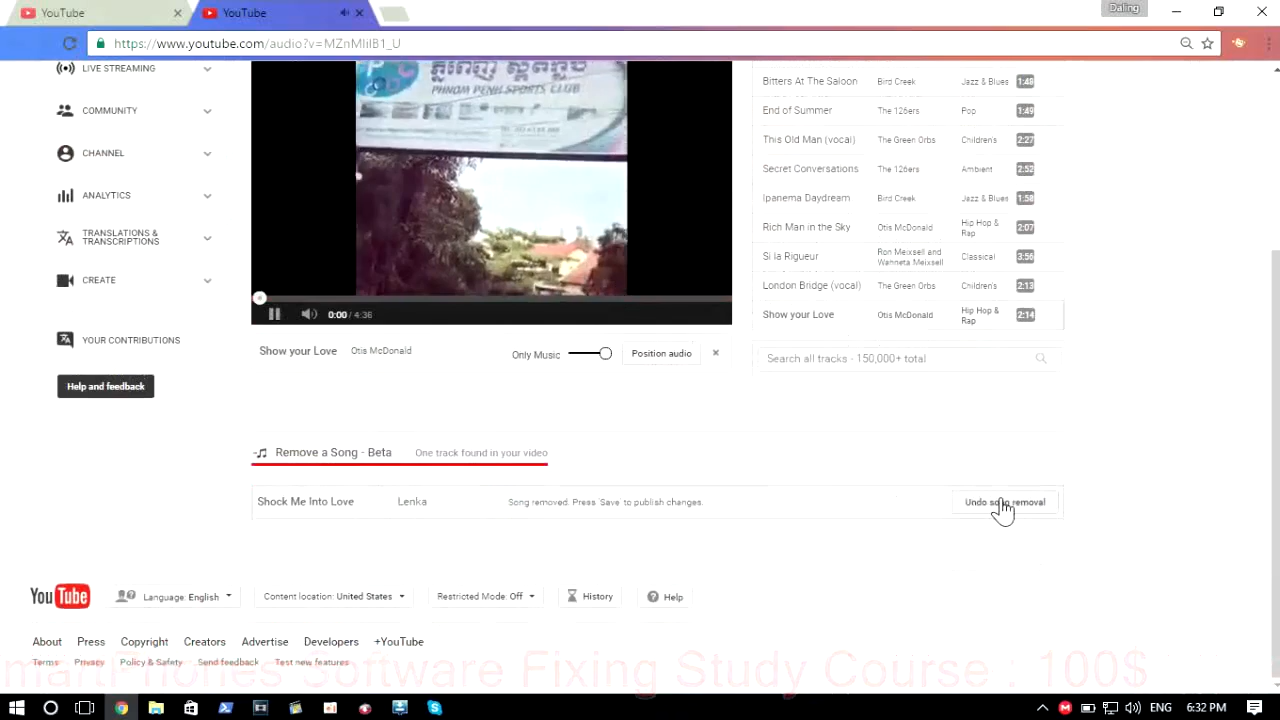 YouTube
YouTube
Daling
https://www.youtube.com/audio?v=MZnMIiIB1_U
LIVE STREAMING
COMMUNITY
CHANNEL
ANALYTICS
TRANSLATIONS &
TRANSCRIPTIONS
CREATE
YOUR CONTRIBUTIONS
Help and feedback
PHNOM PENH SPORTS CLUB
0:00 / 4:36
Show your Love Otis McDonald
Only Music
Position audio
Bitters At The Saloon Bird Creek Jazz & Blues 1:48
End of Summer The 126ers Pop 1:49
This Old Man (vocal) The Green Orbs Children's 2:27
Secret Conversations The 126ers Ambient 2:52
Ipanema Daydream Bird Creek Jazz & Blues 1:58
Rich Man in the Sky Otis McDonald Hip Hop & Rap 2:07
Si la Rigueur Ron Meixsell and Wahneta Meixsell Classical 3:56
London Bridge (vocal) The Green Orbs Children's 2:13
Show your Love Otis McDonald Hip Hop & Rap 2:14
Search all tracks - 150,000+ total
Remove a Song - Beta One track found in your video
Shock Me Into Love Lenka Song removed. Press 'Save' to publish changes. Undo song removal
YouTube Language: English Content location: United States Restricted Mode: Off History Help
About Press Copyright Creators Advertise Developers +YouTube
Terms Privacy Policy & Safety Send feedback Test new features
martPhones Software Fixing Study Course : 100$
ENG 6:32 PM